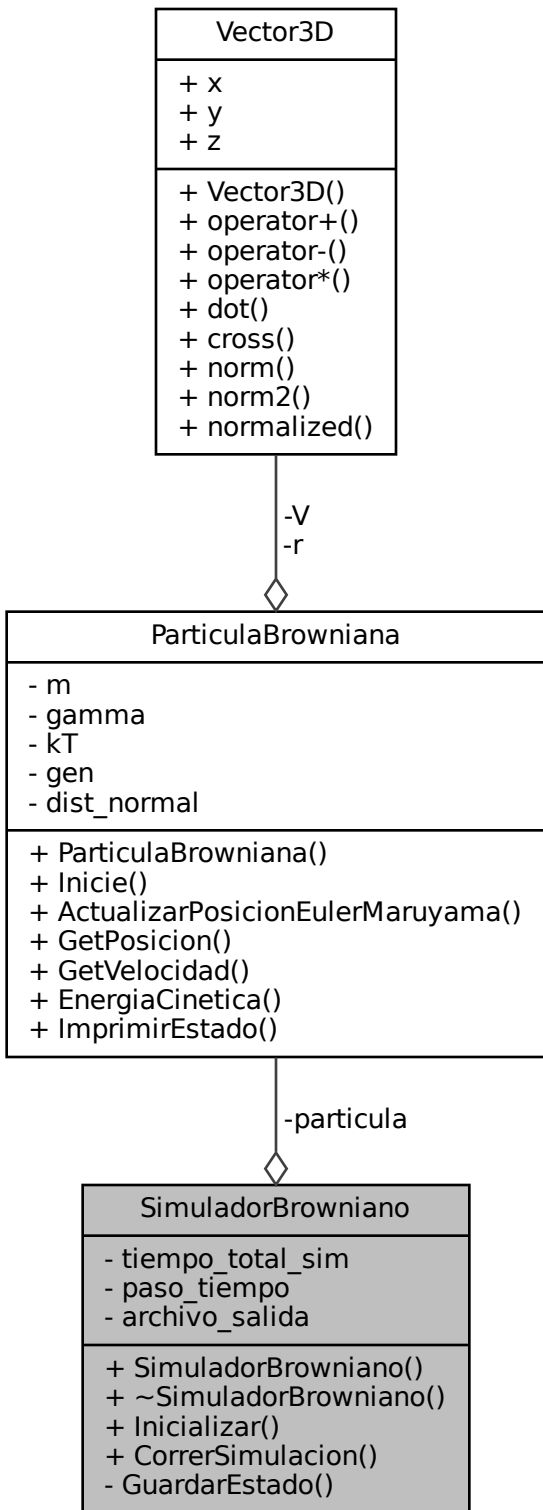 Vector3D
+ x
+ y
+ z
+ Vector3D()
+ operator+()
+ operator-()
+ operator*()
+ dot()
+ cross()
+ norm()
+ norm2()
+ normalized()
-V
-r
ParticulaBrowniana
- m
- gamma
- kT
- gen
- dist_normal
+ ParticulaBrowniana()
+ Inicie()
+ ActualizarPosicionEulerMaruyama()
+ GetPosicion()
+ GetVelocidad()
+ EnergiaCinetica()
+ ImprimirEstado()
-particula
SimuladorBrowniano
- tiempo_total_sim
- paso_tiempo
- archivo_salida
+ SimuladorBrowniano()
+ ~SimuladorBrowniano()
+ Inicializar()
+ CorrerSimulacion()
- GuardarEstado()